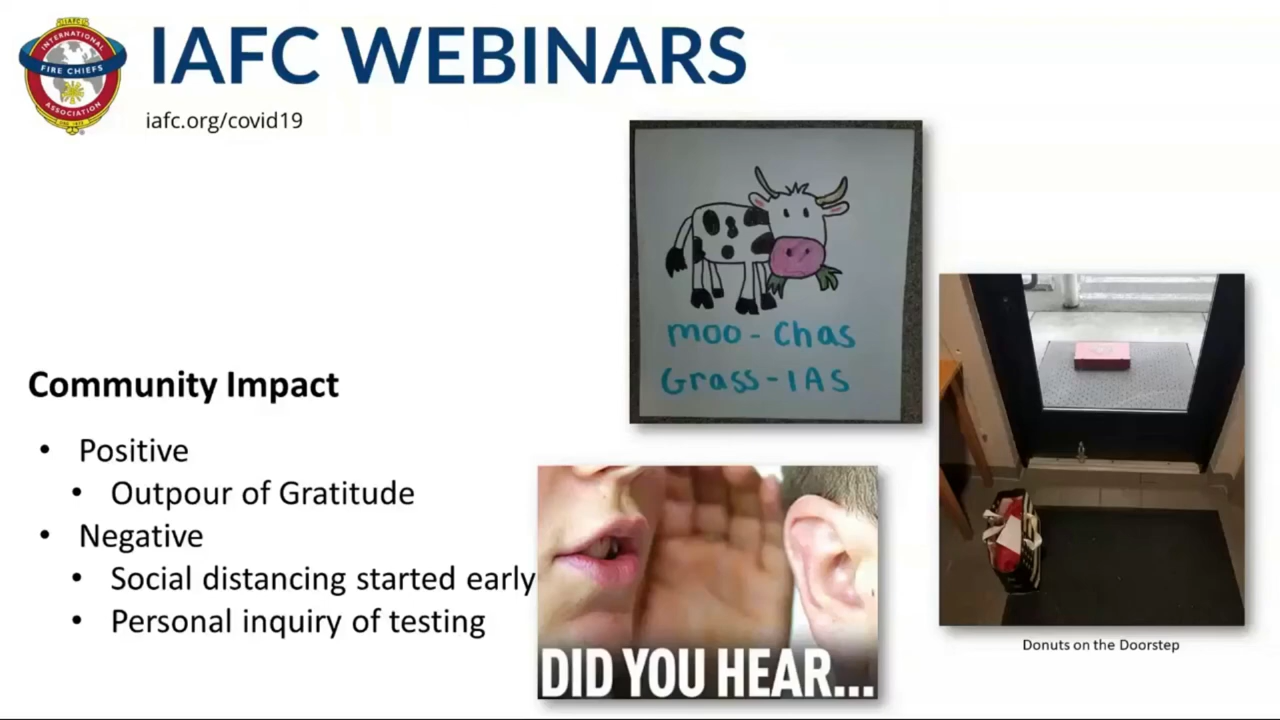 INTERNATIONAL
FIRE CHIEFS
ASSOCIATION
IAFC WEBINARS
iafc.org/covid19
moo-Chas
Grass-IAS
Community Impact
• Positive
• Outpour of Gratitude
• Negative
• Social distancing started early
• Personal inquiry of testing
DID YOU HEAR...
Donuts on the Doorstep